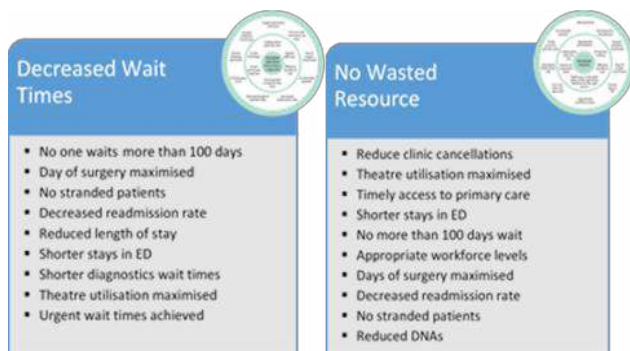 Decreased Wait
Times
No one waits more than 100 days
Day of surgery maximised
No stranded patients
Decreased readmission rate
Reduced length of stay
Shorter stays in ED
Shorter diagnostics wait times
Theatre utilisation maximised
Urgent wait times achieved
No Wasted
Resource
Reduce clinic cancellations
Theatre utilisation maximised
Timely access to primary care
Shorter stays in ED
No more than 100 days wait
Appropriate workforce levels
Days of surgery maximised
Decreased readmission rate
No stranded patients
Reduced DNAs